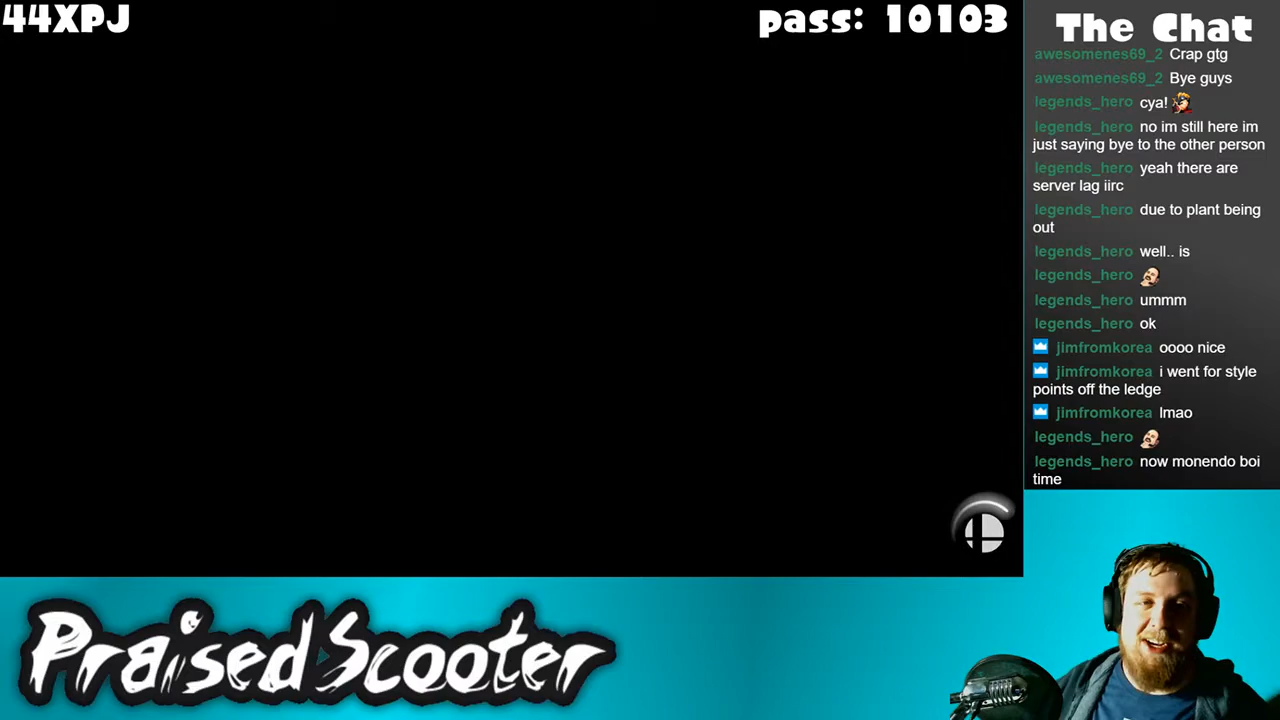 44XPJ
pass: 10103
The Chat
awesomenes69_2 Crap gtg
awesomenes69_2 Bye guys
legends_hero cya!
legends_hero no im still here im
just saying bye to the other person
legends_hero yeah there are
server lag iirc
legends_hero due to plant being
out
legends_hero well.. is
legends_hero
legends_hero ummm
legends_hero ok
jimfromkorea oooo nice
jimfromkorea i went for style
points off the ledge
jimfromkorea lmao
legends_hero
legends_hero now monendo boi
time
PraisedScooter